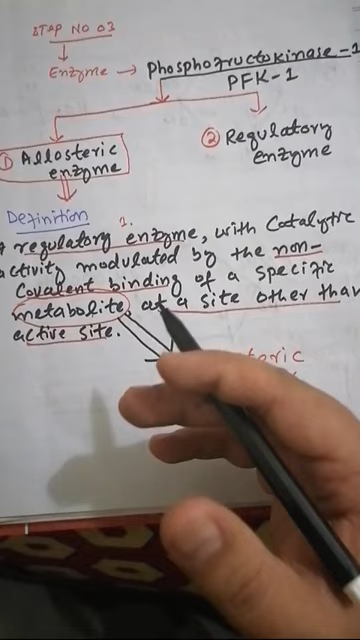 STEP NO 03
Enzyme → Phosphofructokinase-1
PFK-1
① Allosteric
enzyme
② Regulatory
enzyme
Definition
1.
regulatory enzyme, with Catalytic
activity modulated by the non-
Covalent binding of a specific
metabolite, at a site other than
active site.